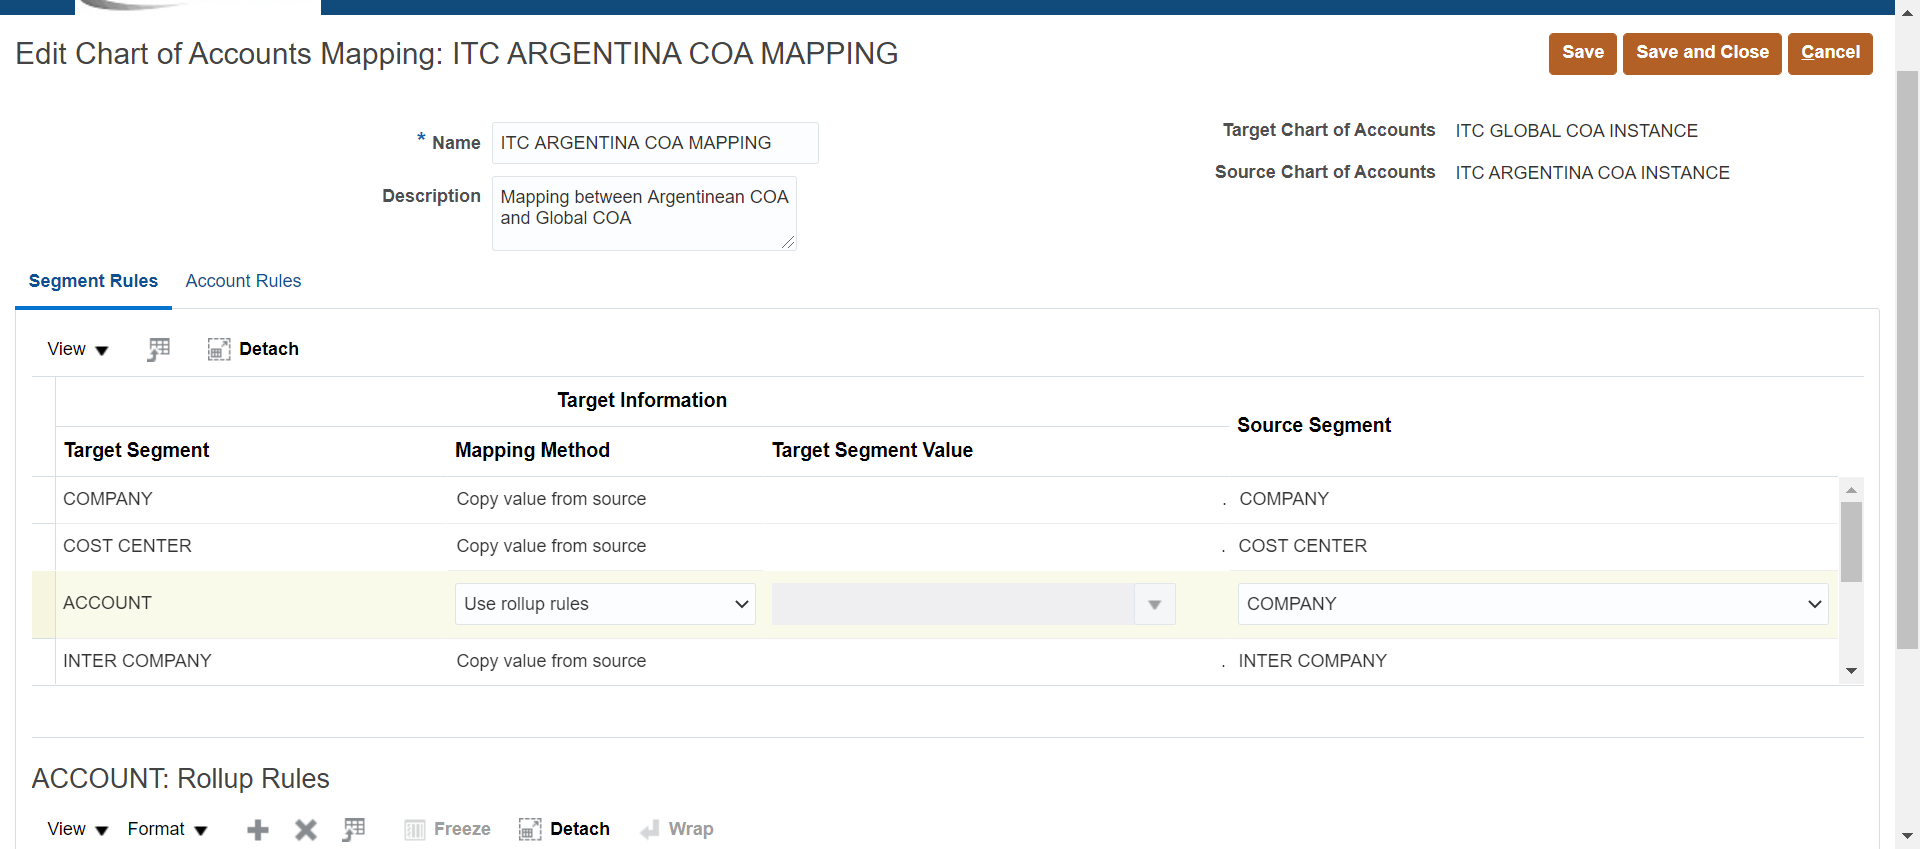 Edit Chart of Accounts Mapping: ITC ARGENTINA COA MAPPING
Save
Save and Close
Cancel
* Name
ITC ARGENTINA COA MAPPING
Target Chart of Accounts
ITC GLOBAL COA INSTANCE
Description
Mapping between Argentinean COA
and Global COA
Source Chart of Accounts
ITC ARGENTINA COA INSTANCE
Segment Rules
Account Rules
View
Detach
Target Information
Source Segment
Target Segment
Mapping Method
Target Segment Value
COMPANY
Copy value from source
. COMPANY
COST CENTER
Copy value from source
. COST CENTER
ACCOUNT
Use rollup rules
COMPANY
INTER COMPANY
Copy value from source
. INTER COMPANY
ACCOUNT: Rollup Rules
View
Format
Freeze
Detach
Wrap